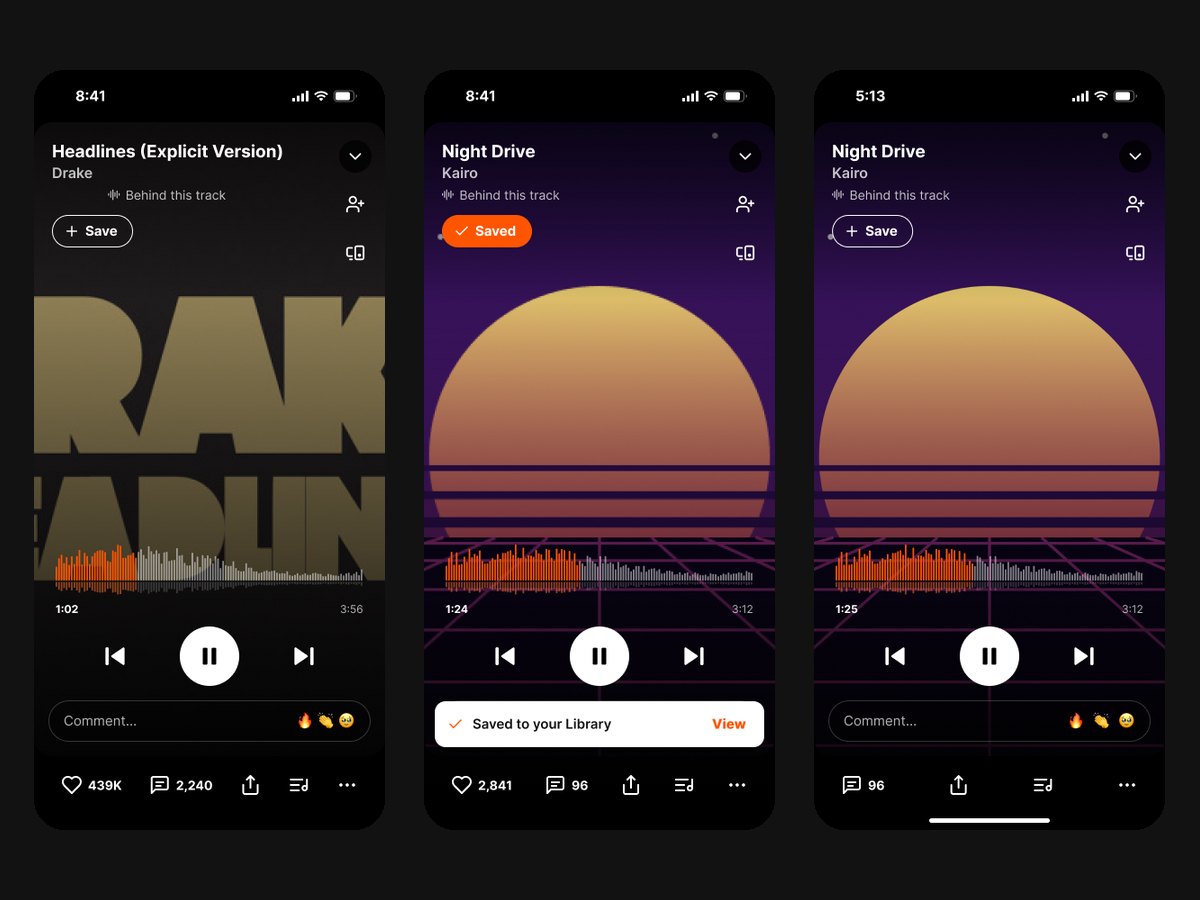 8:41
Headlines (Explicit Version)
Drake
Behind this track
Save
RAK
EADLIN
1:02
3:56
Comment...
439K
2,240
8:41
Night Drive
Kairo
Behind this track
Saved
1:24
3:12
Saved to your Library
View
2,841
96
5:13
Night Drive
Kairo
Behind this track
Save
1:25
3:12
Comment...
96